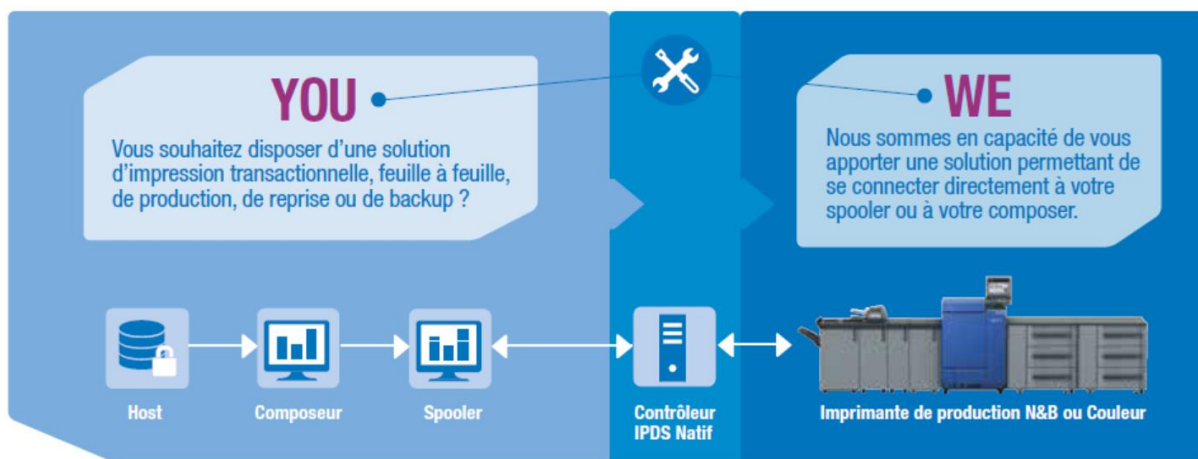 YOU
Vous souhaitez disposer d'une solution
d'impression transactionnelle, feuille à feuille,
de production, de reprise ou de backup ?
WE
Nous sommes en capacité de vous
apporter une solution permettant de
se connecter directement à votre
spooler ou à votre composer.
Host
Composeur
Spooler
Contrôleur
IPDS Natif
Imprimante de production N&B ou Couleur